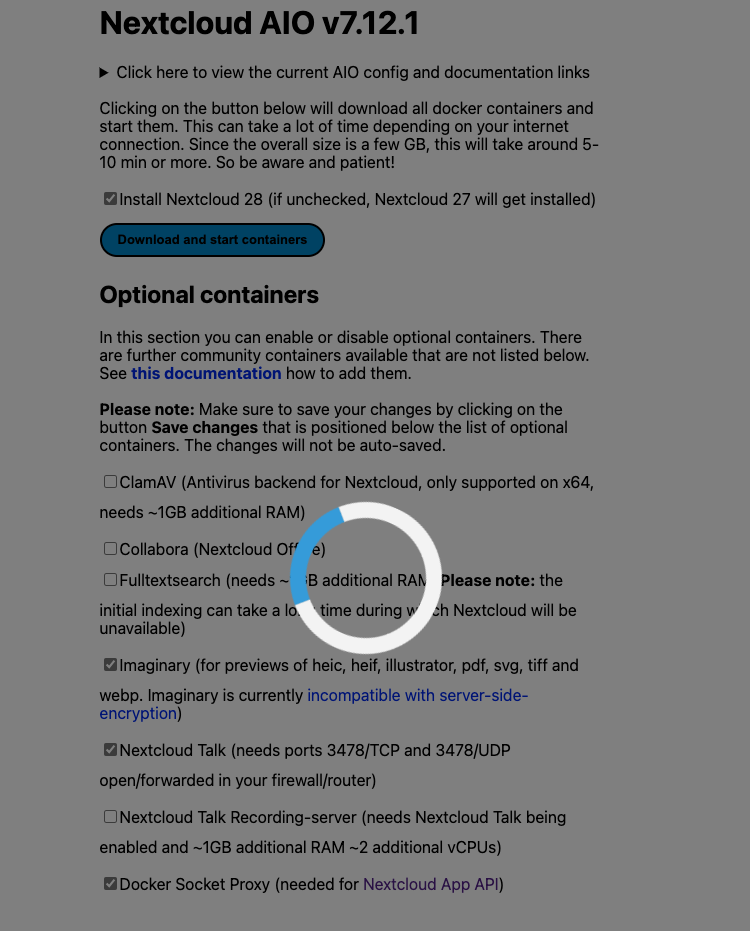 Nextcloud AIO v7.12.1
Click here to view the current AIO config and documentation links
Clicking on the button below will download all docker containers and
start them. This can take a lot of time depending on your internet
connection. Since the overall size is a few GB, this will take around 5-
10 min or more. So be aware and patient!
Install Nextcloud 28 (if unchecked, Nextcloud 27 will get installed)
Download and start containers
Optional containers
In this section you can enable or disable optional containers. There
are further community containers available that are not listed below.
See this documentation how to add them.
Please note: Make sure to save your changes by clicking on the
button Save changes that is positioned below the list of optional
containers. The changes will not be auto-saved.
ClamAV (Antivirus backend for Nextcloud, only supported on x64,
needs ~1GB additional RAM)
Collabora (Nextcloud Office)
Fulltextsearch (needs ~ additional RAM Please note: the
initial indexing can take a long time during which Nextcloud will be
unavailable)
Imaginary (for previews of heic, heif, illustrator, pdf, svg, tiff and
webp. Imaginary is currently incompatible with server-side-
encryption)
Nextcloud Talk (needs ports 3478/TCP and 3478/UDP
open/forwarded in your firewall/router)
Nextcloud Talk Recording-server (needs Nextcloud Talk being
enabled and ~1GB additional RAM ~2 additional vCPUs)
Docker Socket Proxy (needed for Nextcloud App API)